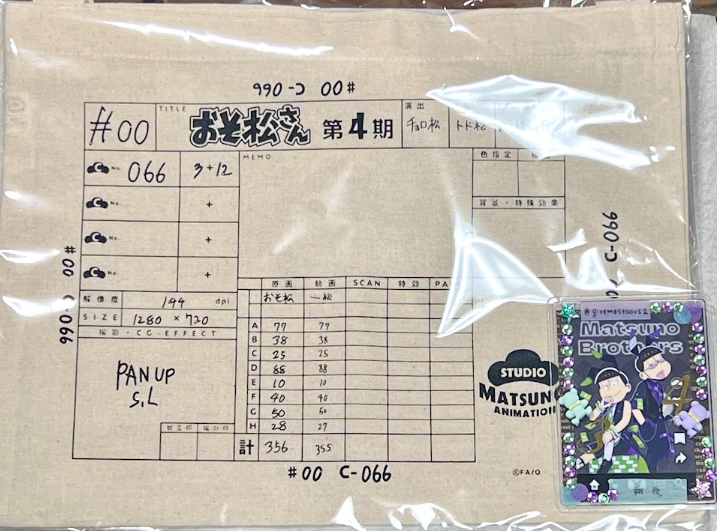 #00 C-066
#00
TITLE
おそ松さん 第4期
演出
チョロ松
トド松
C No. 066
3+12
MEMO
色指定
背景・特殊効果
C No.
+
C No.
+
C No.
+
解像度 144 dpi
SIZE 1280 × 720
撮影・CG-EFFECT
PAN UP
S,L
原画 動画 SCAN 特効 PA
おそ松 一松
A 77 79
B 38 38
C 25 25
D 88 88
E 10 10
F 40 40
G 50 50
H 28 27
計 356 355
#00 C-066
#00 C-066
C-066
STUDIO
MATSUNO
ANIMATION
©FA/O
Matsuno
Brothers
4